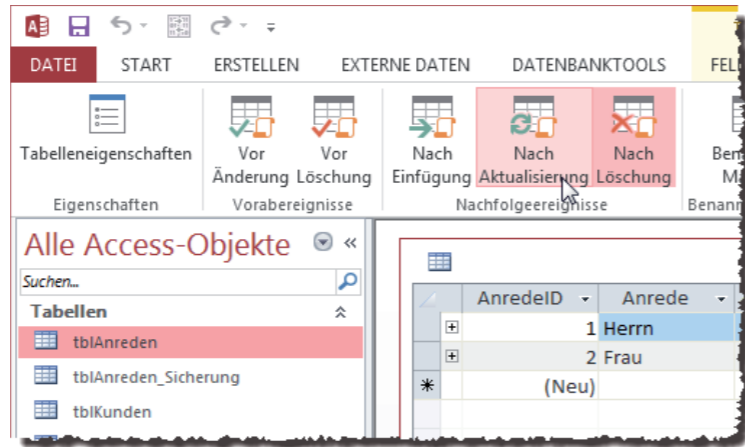 DATEI START ERSTELLEN EXTERNE DATEN DATENBANKTOOLS
Tabelleneigenschaften
Vor Änderung
Vor Löschung
Nach Einfügung
Nach Aktualisierung
Nach Löschung
Eigenschaften
Vorabereignisse
Nachfolgeereignisse
Alle Access-Objekte
Suchen...
Tabellen
tblAnreden
tblAnreden_Sicherung
tblKunden
AnredeID Anrede
1 Herrn
2 Frau
(Neu)